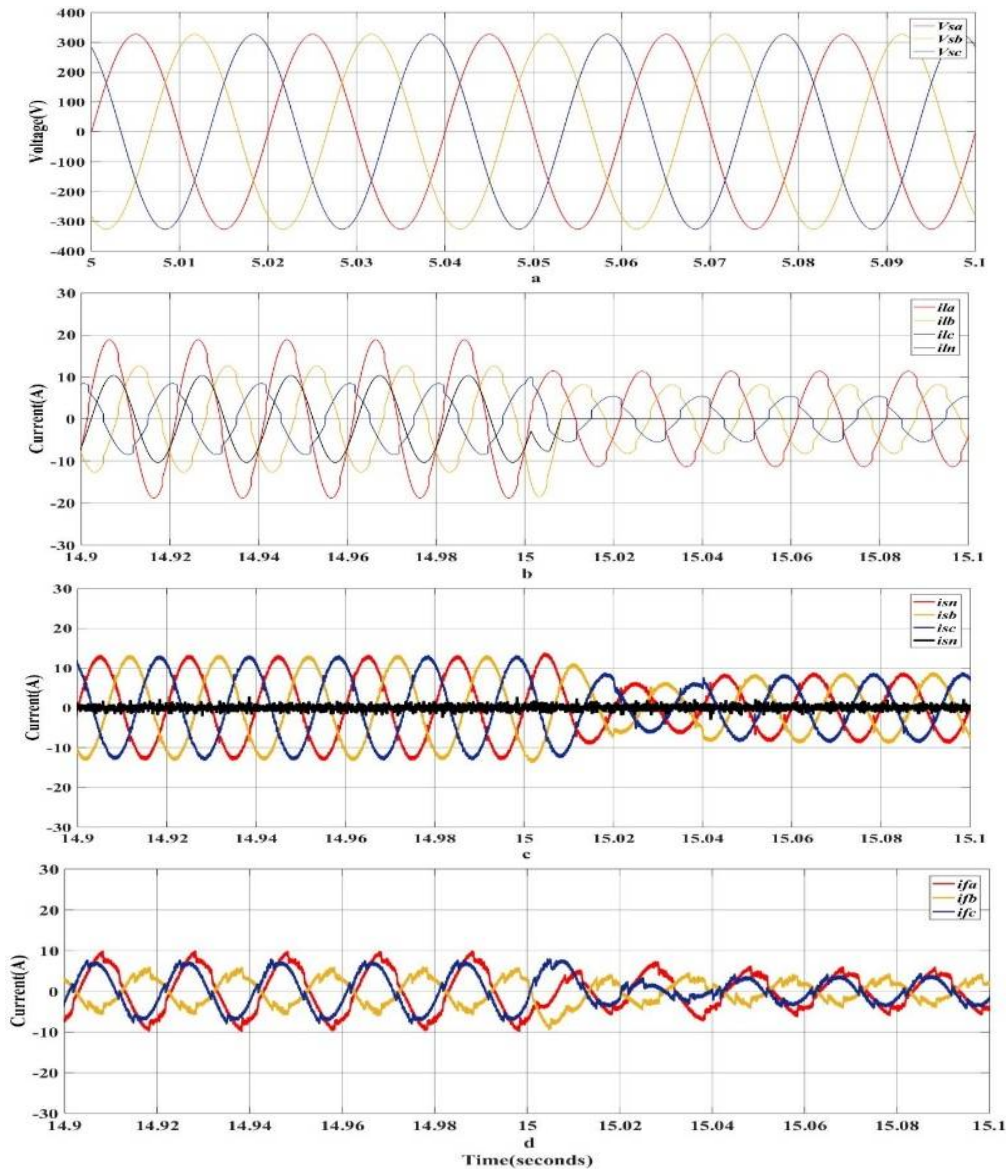 400
300
200
100
0
-100
-200
-300
-400
Voltage(V)
Vsa
Vsb
Vsc
5 5.01 5.02 5.03 5.04 5.05 5.06 5.07 5.08 5.09 5.1
a
30
20
10
0
-10
-20
-30
Current(A)
ila
ilb
ilc
iln
14.9 14.92 14.94 14.96 14.98 15 15.02 15.04 15.06 15.08 15.1
b
30
20
10
0
-10
-20
-30
Current(A)
isn
isb
isc
isn
14.9 14.92 14.94 14.96 14.98 15 15.02 15.04 15.06 15.08 15.1
c
30
20
10
0
-10
-20
-30
Current(A)
ifa
ifb
ifc
14.9 14.92 14.94 14.96 14.98 15 15.02 15.04 15.06 15.08 15.1
d
Time(seconds)